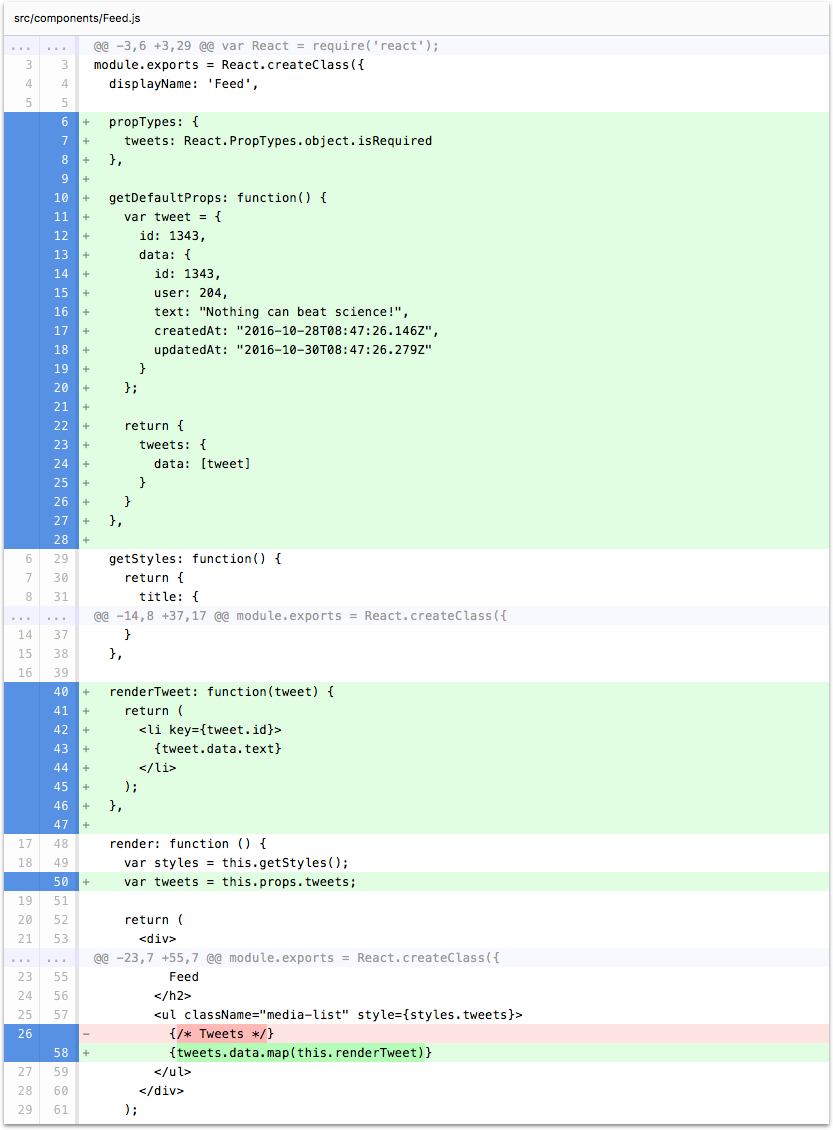 src/components/Feed.js
... ... @@ -3,6 +3,29 @@ var React = require('react');
3 3 module.exports = React.createClass({
4 4   displayName: 'Feed',
5 5
6 +   propTypes: {
7 +     tweets: React.PropTypes.object.isRequired
8 +   },
9 +
10 +   getDefaultProps: function() {
11 +     var tweet = {
12 +       id: 1343,
13 +       data: {
14 +         id: 1343,
15 +         user: 204,
16 +         text: "Nothing can beat science!",
17 +         createdAt: "2016-10-28T08:47:26.146Z",
18 +         updatedAt: "2016-10-30T08:47:26.279Z"
19 +       }
20 +     };
21 +
22 +     return {
23 +       tweets: {
24 +         data: [tweet]
25 +       }
26 +     }
27 +   },
28 +
6 29   getStyles: function() {
7 30     return {
8 31       title: {
... ... @@ -14,8 +37,17 @@ module.exports = React.createClass({
14 37     }
15 38   },
16 39
40 +   renderTweet: function(tweet) {
41 +     return (
42 +       <li key={tweet.id}>
43 +         {tweet.data.text}
44 +       </li>
45 +     );
46 +   },
47 +
17 48   render: function () {
18 49     var styles = this.getStyles();
50 +     var tweets = this.props.tweets;
19 51
20 52     return (
21 53       <div>
... ... @@ -23,7 +55,7 @@ module.exports = React.createClass({
23 55           Feed
24 56         </h2>
25 57         <ul className="media-list" style={styles.tweets}>
26 -           {/* Tweets */}
58 +           {tweets.data.map(this.renderTweet)}
27 59         </ul>
28 60       </div>
29 61     );